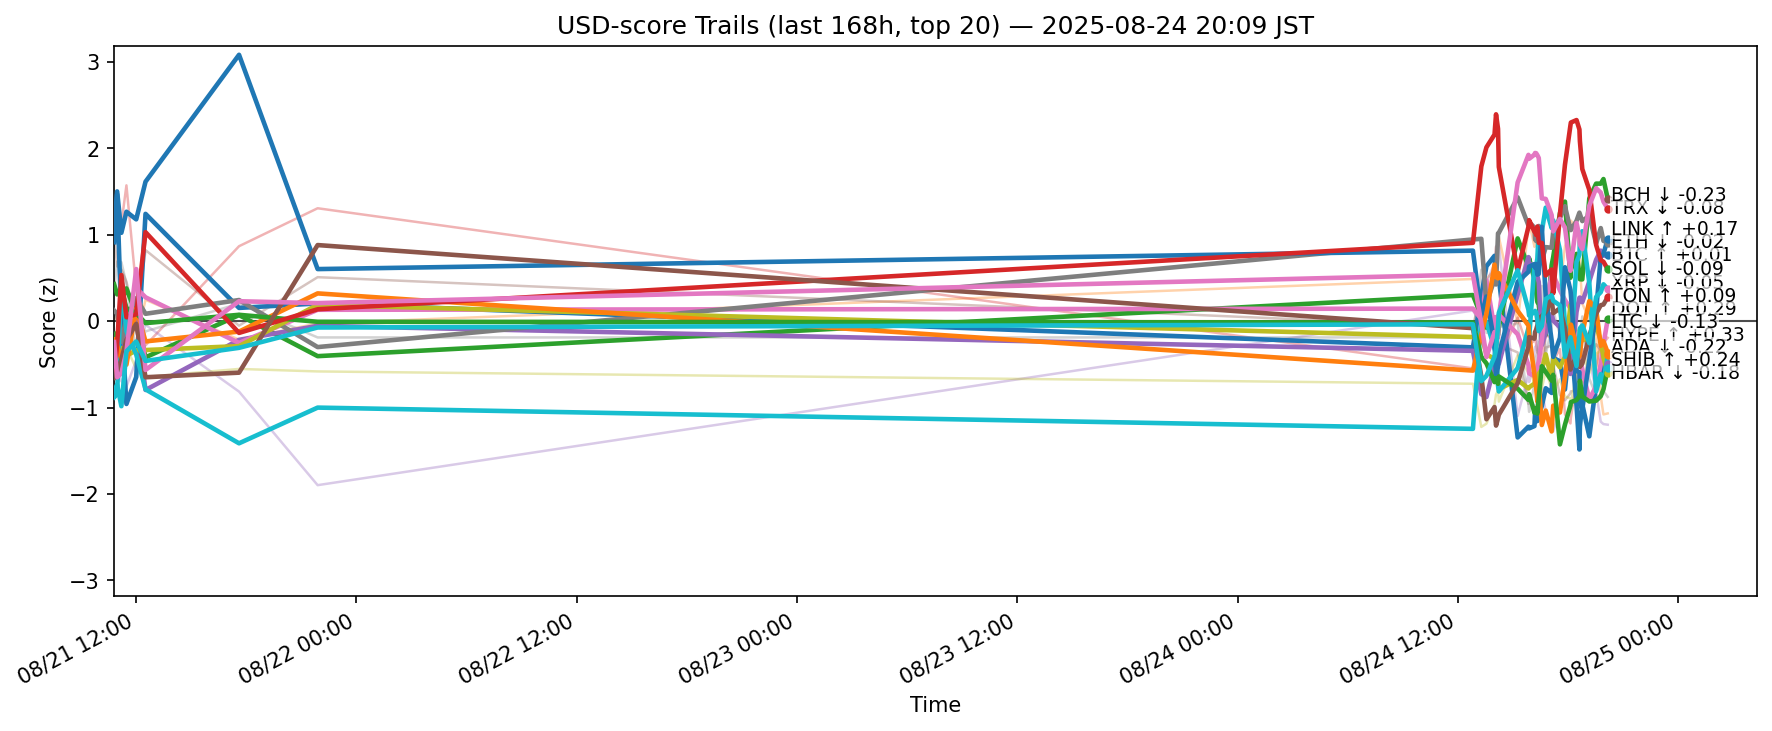 USD-score Trails (last 168h, top 20) — 2025-08-24 20:09 JST
Score (z)
3
2
1
0
−1
−2
−3
BCH ↓ -0.23
TRX ↓ -0.08
LINK ↑ +0.17
ETH ↓ -0.02
BTC ↑ +0.01
SOL ↓ -0.09
XRP ↓ -0.05
TON ↑ +0.09
DOT ↑ +0.29
LTC ↓ -0.13
HYPE ↑ +0.33
ADA ↓ -0.22
SHIB ↑ +0.24
HBAR ↓ -0.18
08/21 12:00
08/22 00:00
08/22 12:00
08/23 00:00
08/23 12:00
08/24 00:00
08/24 12:00
08/25 00:00
Time